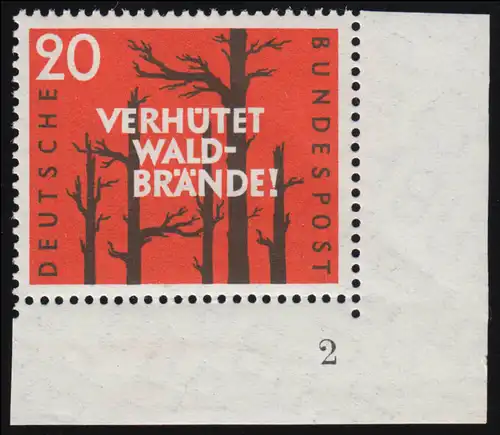 20
DEUTSCHE
BUNDESPOST
VERHÜTET
WALD-
BRÄNDE!
2